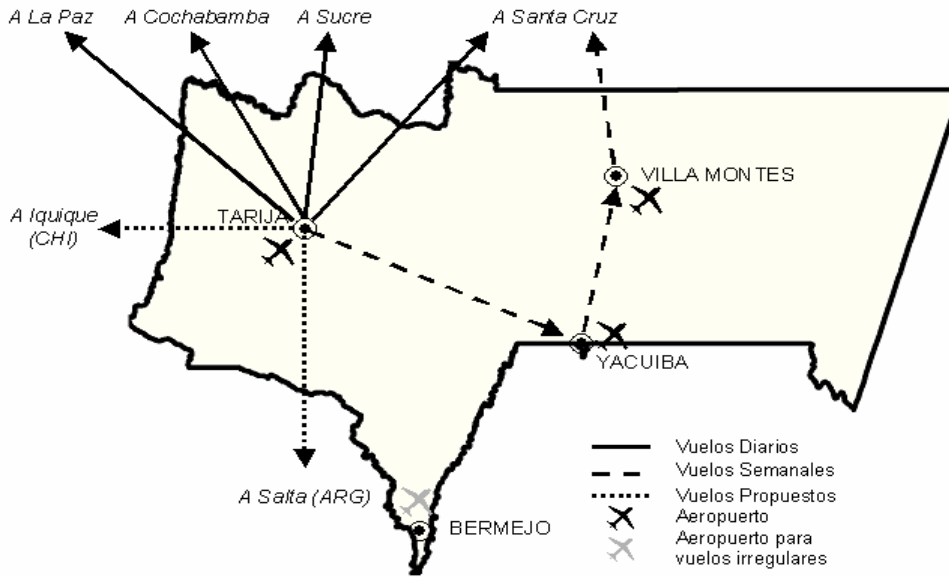 A La Paz
A Cochabamba
A Sucre
A Santa Cruz
VILLA MONTES
A Iquique
(CHI)
TARIJA
YACUIBA
A Salta (ARG)
BERMEJO
Vuelos Diarios
Vuelos Semanales
Vuelos Propuestos
Aeropuerto
Aeropuerto para
vuelos irregulares